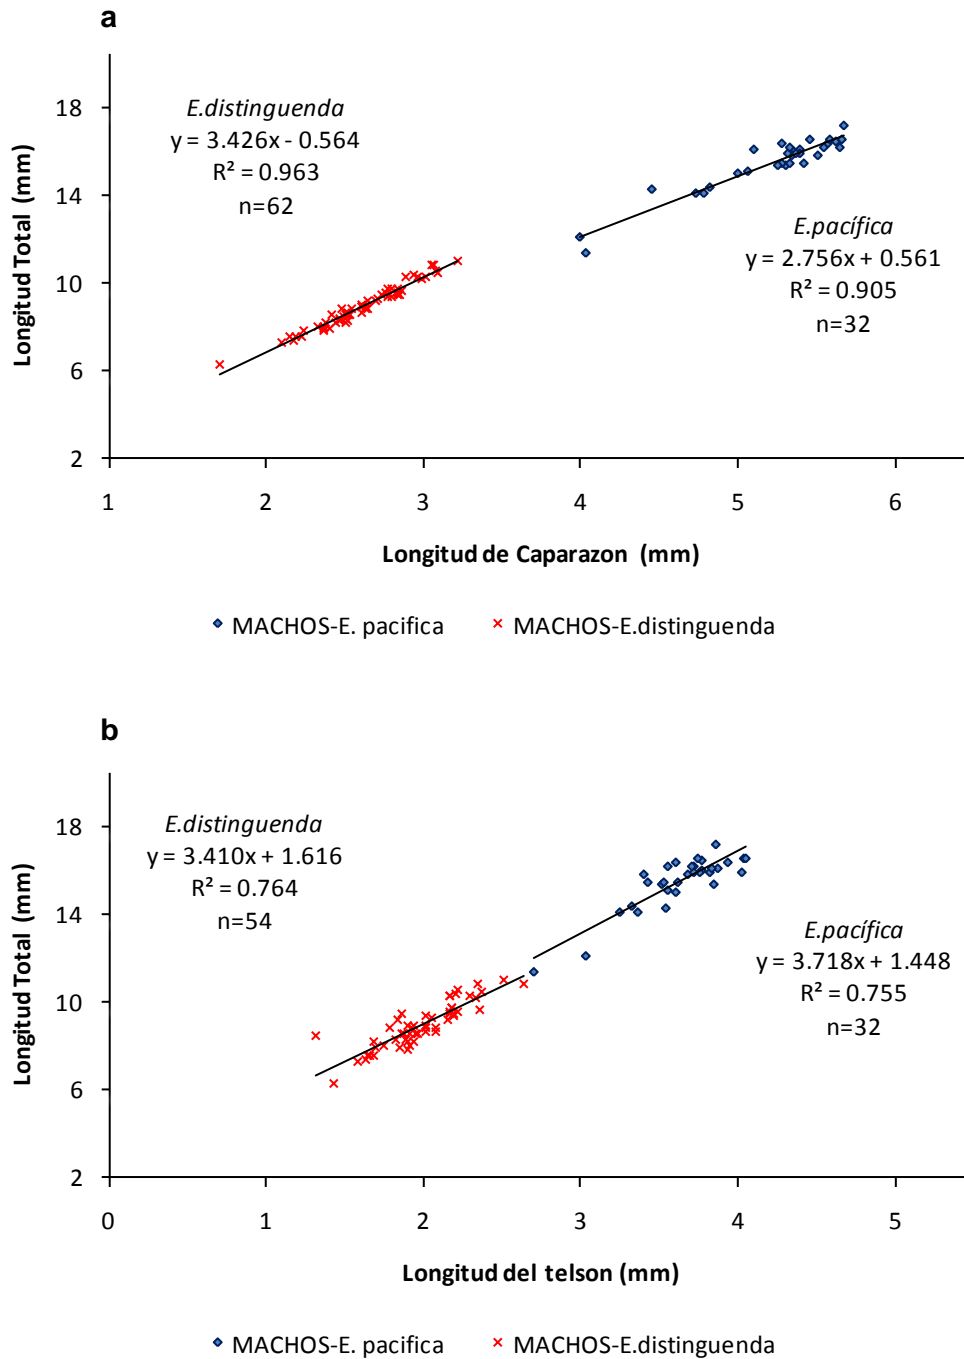 a
Longitud Total (mm)
18
14
10
6
2
E.distinguenda
y = 3.426x - 0.564
R² = 0.963
n=62
E.pacífica
y = 2.756x + 0.561
R² = 0.905
n=32
1 2 3 4 5 6
Longitud de Caparazon (mm)
MACHOS-E. pacifica MACHOS-E.distinguenda
b
Longitud Total (mm)
18
14
10
6
2
E.distinguenda
y = 3.410x + 1.616
R² = 0.764
n=54
E.pacífica
y = 3.718x + 1.448
R² = 0.755
n=32
0 1 2 3 4 5
Longitud del telson (mm)
MACHOS-E. pacifica MACHOS-E.distinguenda